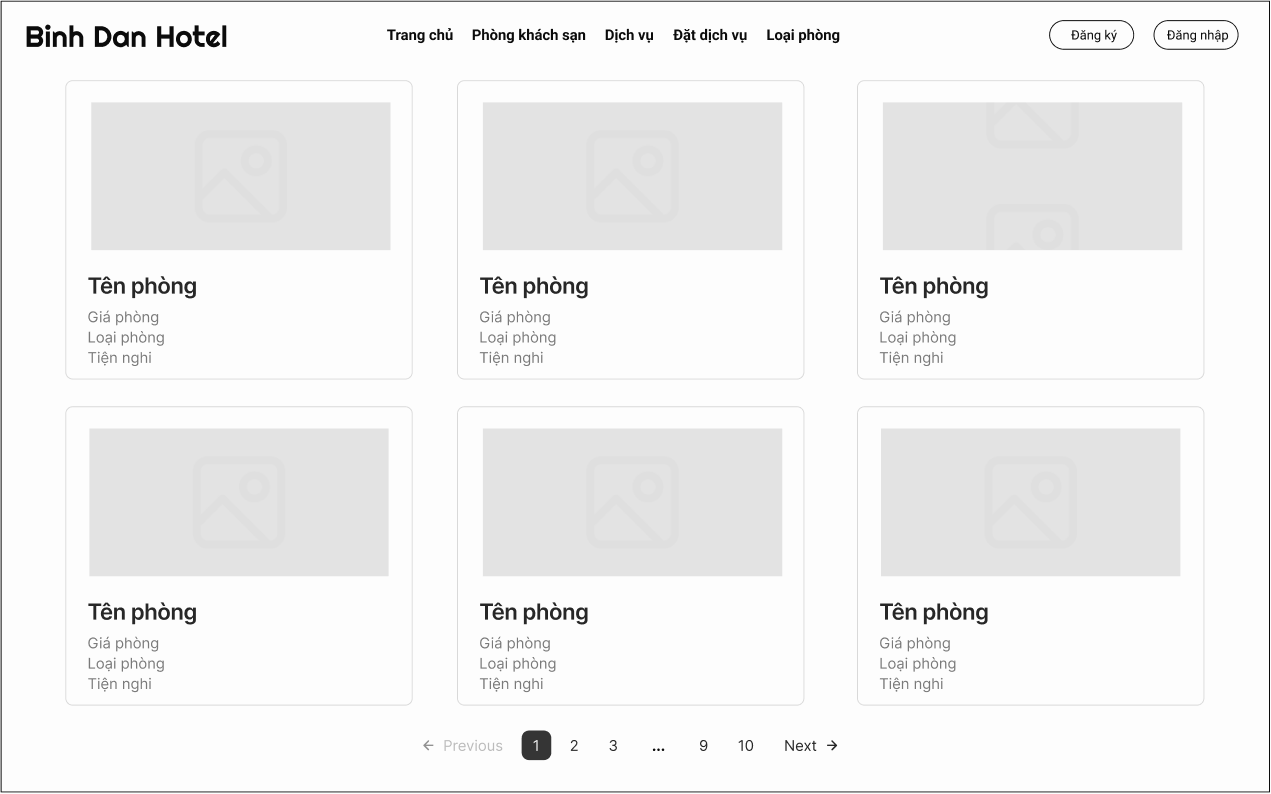 Binh Dan Hotel
Trang chủ Phòng khách sạn Dịch vụ Đặt dịch vụ Loại phòng
Đăng ký Đăng nhập
Tên phòng
Giá phòng
Loại phòng
Tiện nghi
Tên phòng
Giá phòng
Loại phòng
Tiện nghi
Tên phòng
Giá phòng
Loại phòng
Tiện nghi
Tên phòng
Giá phòng
Loại phòng
Tiện nghi
Tên phòng
Giá phòng
Loại phòng
Tiện nghi
Tên phòng
Giá phòng
Loại phòng
Tiện nghi
← Previous 1 2 3 ... 9 10 Next →